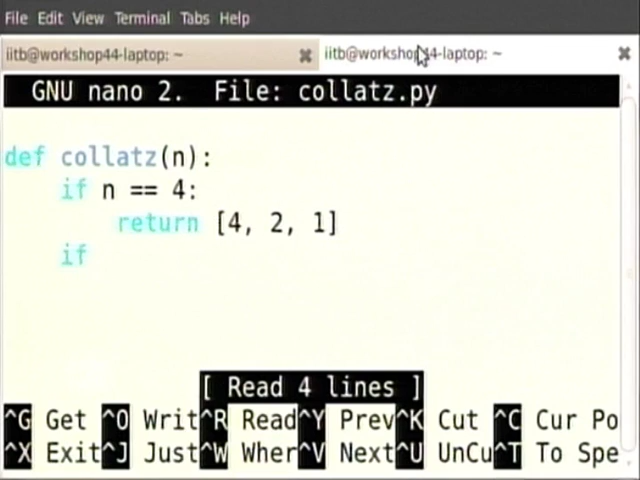 File Edit View Terminal Tabs Help
iitb@workshop44-laptop: ~ iitb@workshop44-laptop: ~
GNU nano 2. File: collatz.py
def collatz(n):
if n == 4:
return [4, 2, 1]
if
[ Read 4 lines ]
^G Get ^O Writ^R Read^Y Prev^K Cut ^C Cur Po
^X Exit^J Just^W Wher^V Next^U UnCu^T To Spe